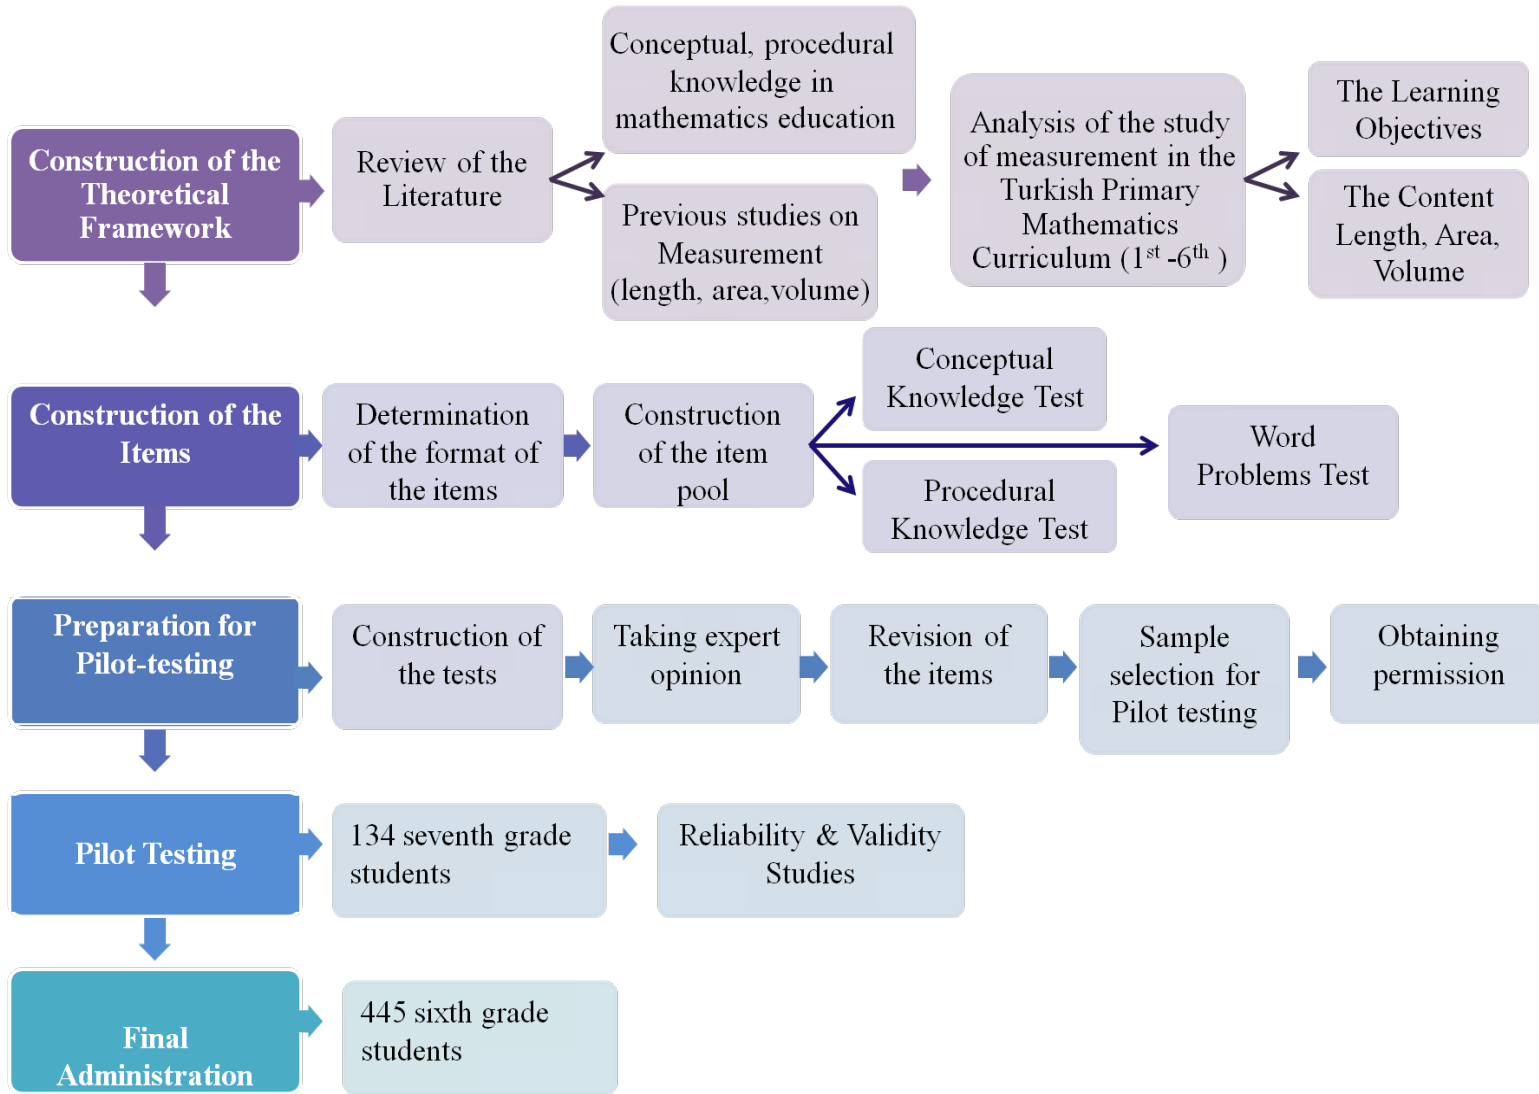 Construction of the
Theoretical
Framework
Review of the
Literature
Conceptual, procedural
knowledge in
mathematics education
Previous studies on
Measurement
(length, area,volume)
Analysis of the study
of measurement in the
Turkish Primary
Mathematics
Curriculum (1st -6th )
The Learning
Objectives
The Content
Length, Area,
Volume
Construction of the
Items
Determination
of the format of
the items
Construction
of the item
pool
Conceptual
Knowledge Test
Procedural
Knowledge Test
Word
Problems Test
Preparation for
Pilot-testing
Construction of
the tests
Taking expert
opinion
Revision of
the items
Sample
selection for
Pilot testing
Obtaining
permission
Pilot Testing
134 seventh grade
students
Reliability & Validity
Studies
Final
Administration
445 sixth grade
students